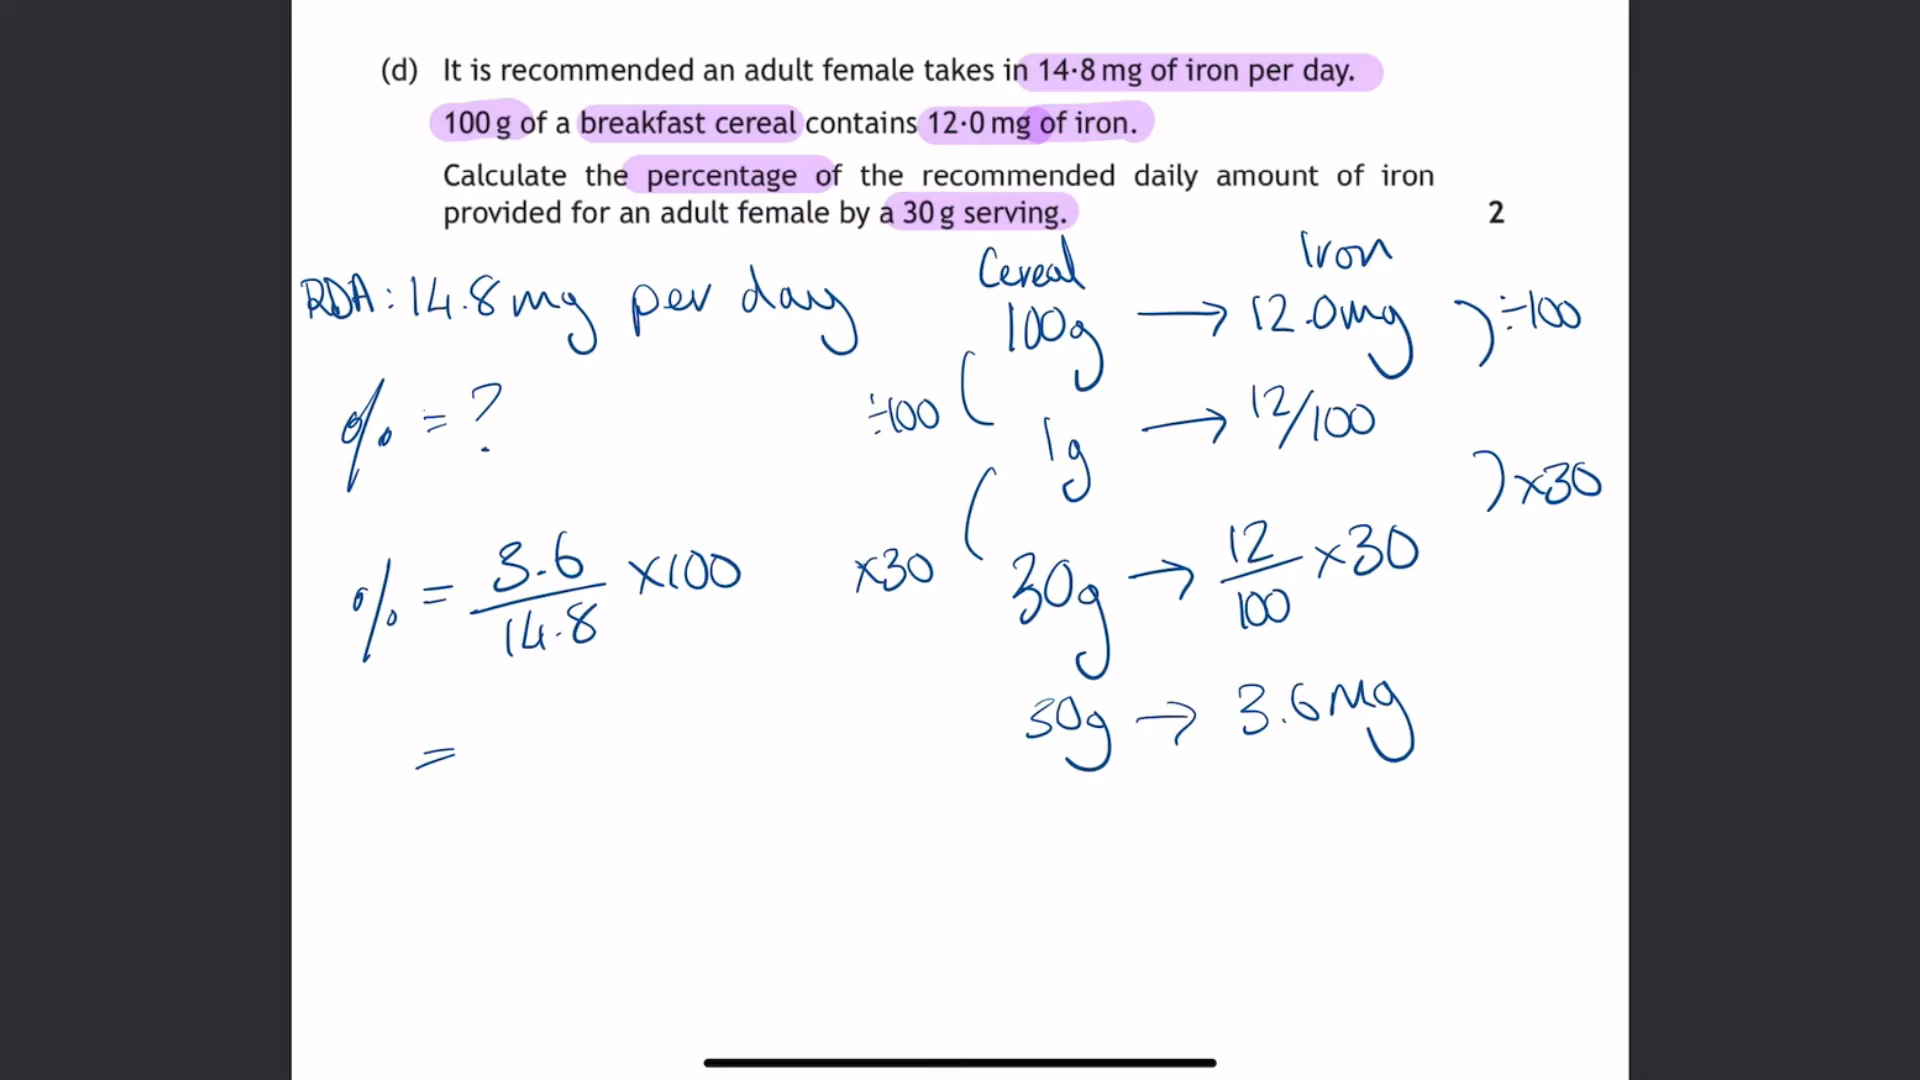 (d) It is recommended an adult female takes in 14·8 mg of iron per day.
100 g of a breakfast cereal contains 12·0 mg of iron.
Calculate the percentage of the recommended daily amount of iron
provided for an adult female by a 30 g serving. 2
RDA: 14.8mg per day
% = ?
% = 3.6/14.8 ×100
=
Cereal Iron
100g → 12.0mg ) ÷100
÷100 (
1g → 12/100
) ×30
×30 (
30g → 12/100 ×30
30g → 3.6mg